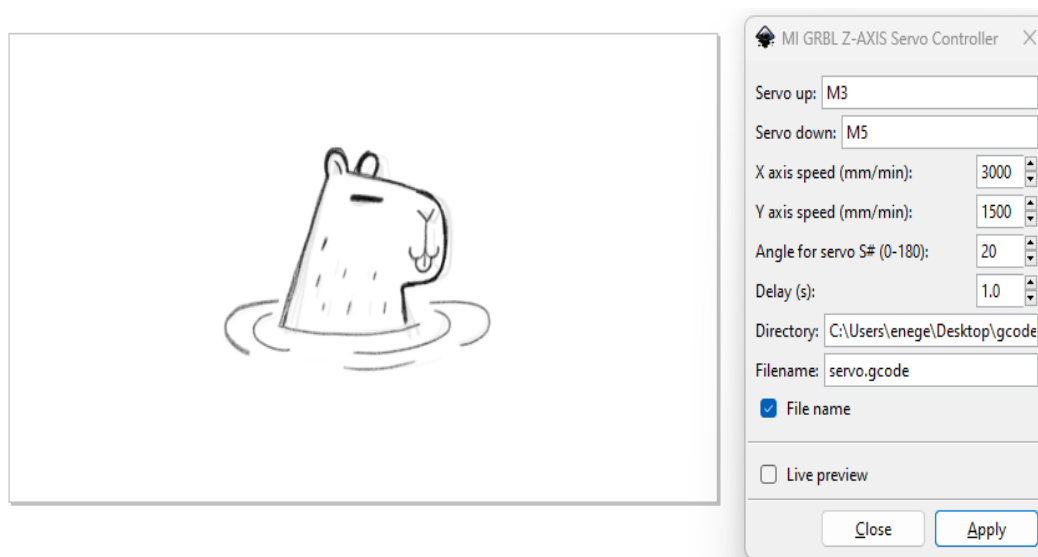 MI GRBL Z-AXIS Servo Controller
Servo up: M3
Servo down: M5
X axis speed (mm/min): 3000
Y axis speed (mm/min): 1500
Angle for servo S# (0-180): 20
Delay (s): 1.0
Directory: C:\Users\enege\Desktop\gcode
Filename: servo.gcode
File name
Live preview
Close Apply